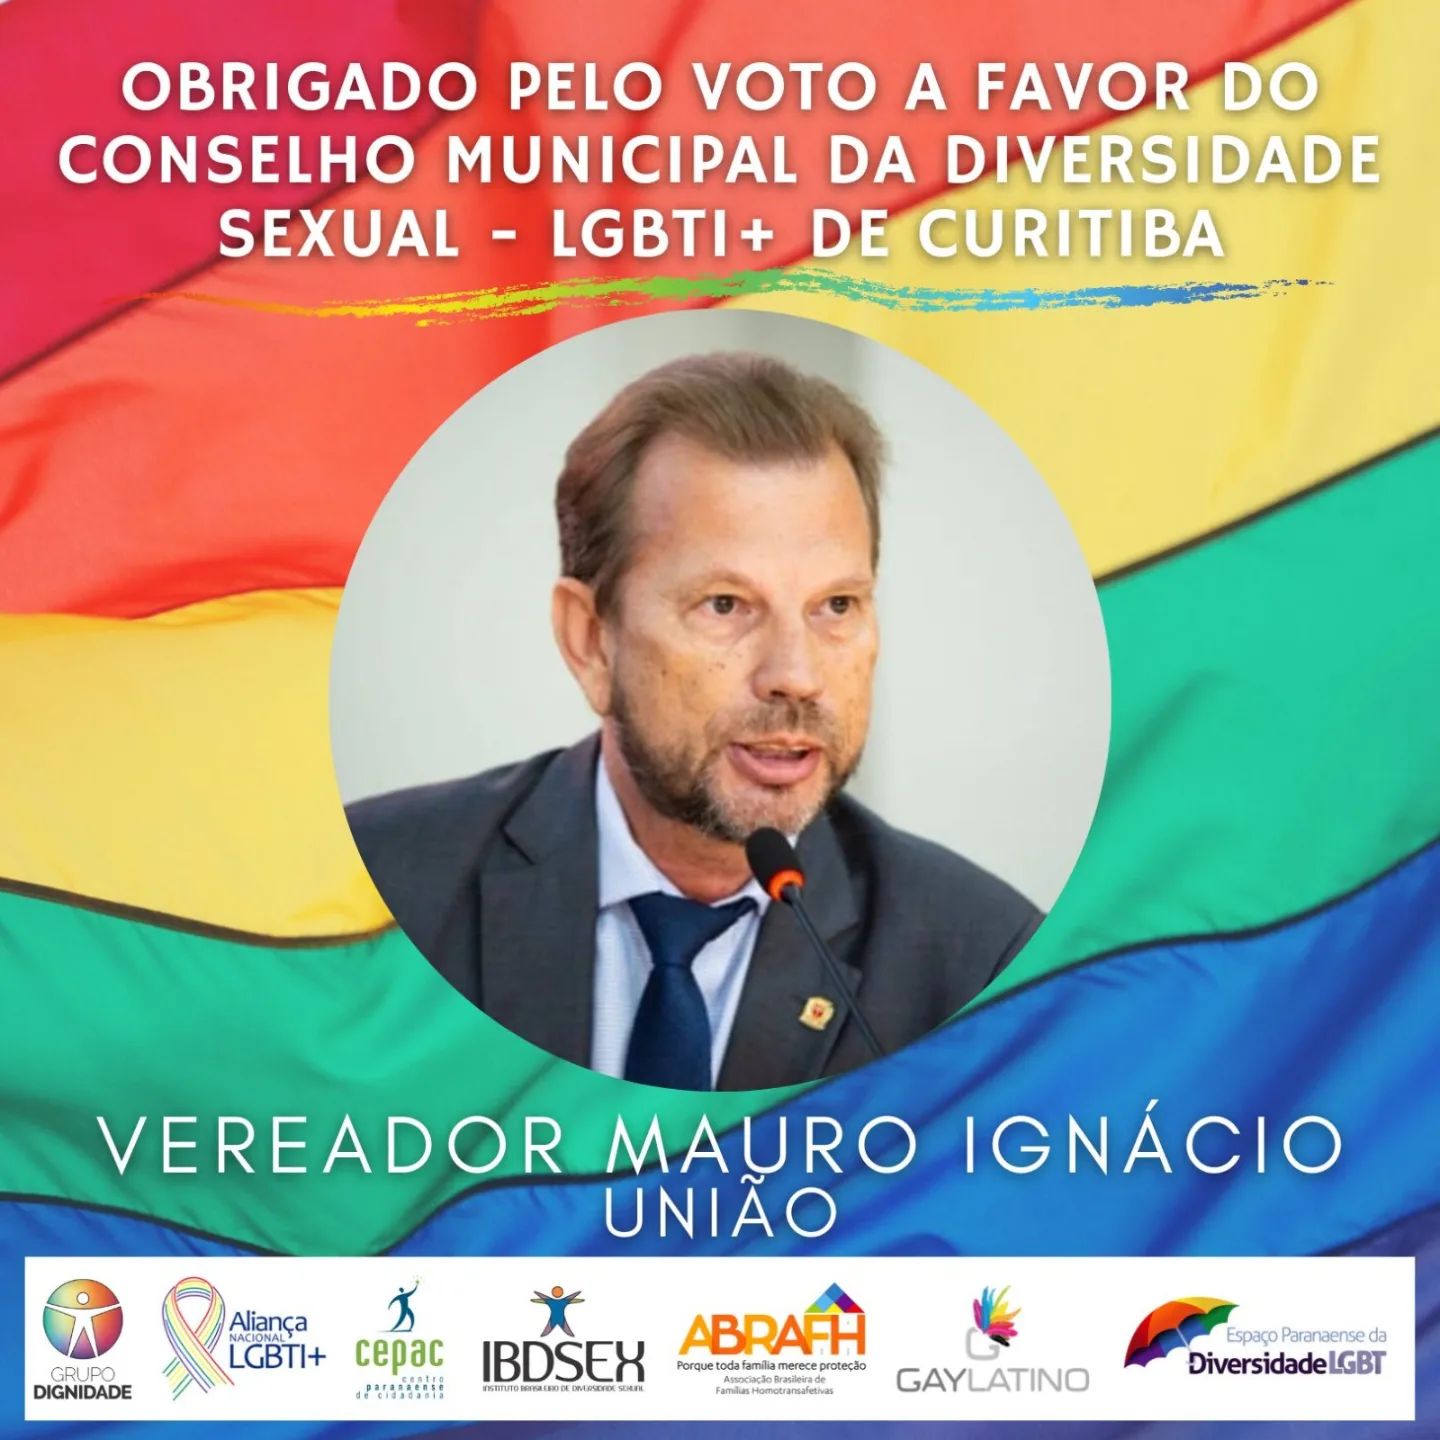 OBRIGADO PELO VOTO A FAVOR DO
CONSELHO MUNICIPAL DA DIVERSIDADE
SEXUAL - LGBTI+ DE CURITIBA
VEREADOR MAURO IGNÁCIO
UNIÃO
GRUPO
DIGNIDADE
Aliança
NACIONAL
LGBTI+
cepac
centro
paranaense
de cidadania
IBDSEX
INSTITUTO BRASILEIRO DE DIVERSIDADE SEXUAL
ABRAFH
Porque toda família merece proteção
Associação Brasileira de
Famílias Homotransafetivas
G
GAYLATINO
Espaço Paranaense da
DiversidadeLGBT